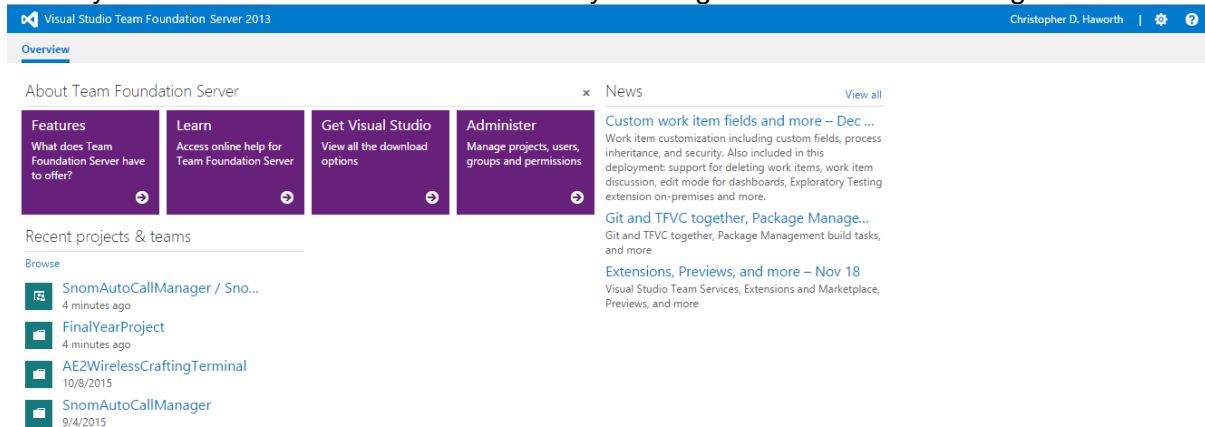 Visual Studio Team Foundation Server 2013
Christopher D. Haworth |
Overview
About Team Foundation Server
Features
What does Team
Foundation Server have
to offer?
Learn
Access online help for
Team Foundation Server
Get Visual Studio
View all the download
options
Administer
Manage projects, users,
groups and permissions
Recent projects & teams
Browse
SnomAutoCallManager / Sno...
4 minutes ago
FinalYearProject
4 minutes ago
AE2WirelessCraftingTerminal
10/8/2015
SnomAutoCallManager
9/4/2015
News
View all
Custom work item fields and more – Dec ...
Work item customization including custom fields, process
inheritance, and security. Also included in this
deployment: support for deleting work items, work item
discussion, edit mode for dashboards, Exploratory Testing
extension on-premises and more.
Git and TFVC together, Package Manage...
Git and TFVC together, Package Management build tasks,
and more
Extensions, Previews, and more – Nov 18
Visual Studio Team Services, Extensions and Marketplace,
Previews, and more